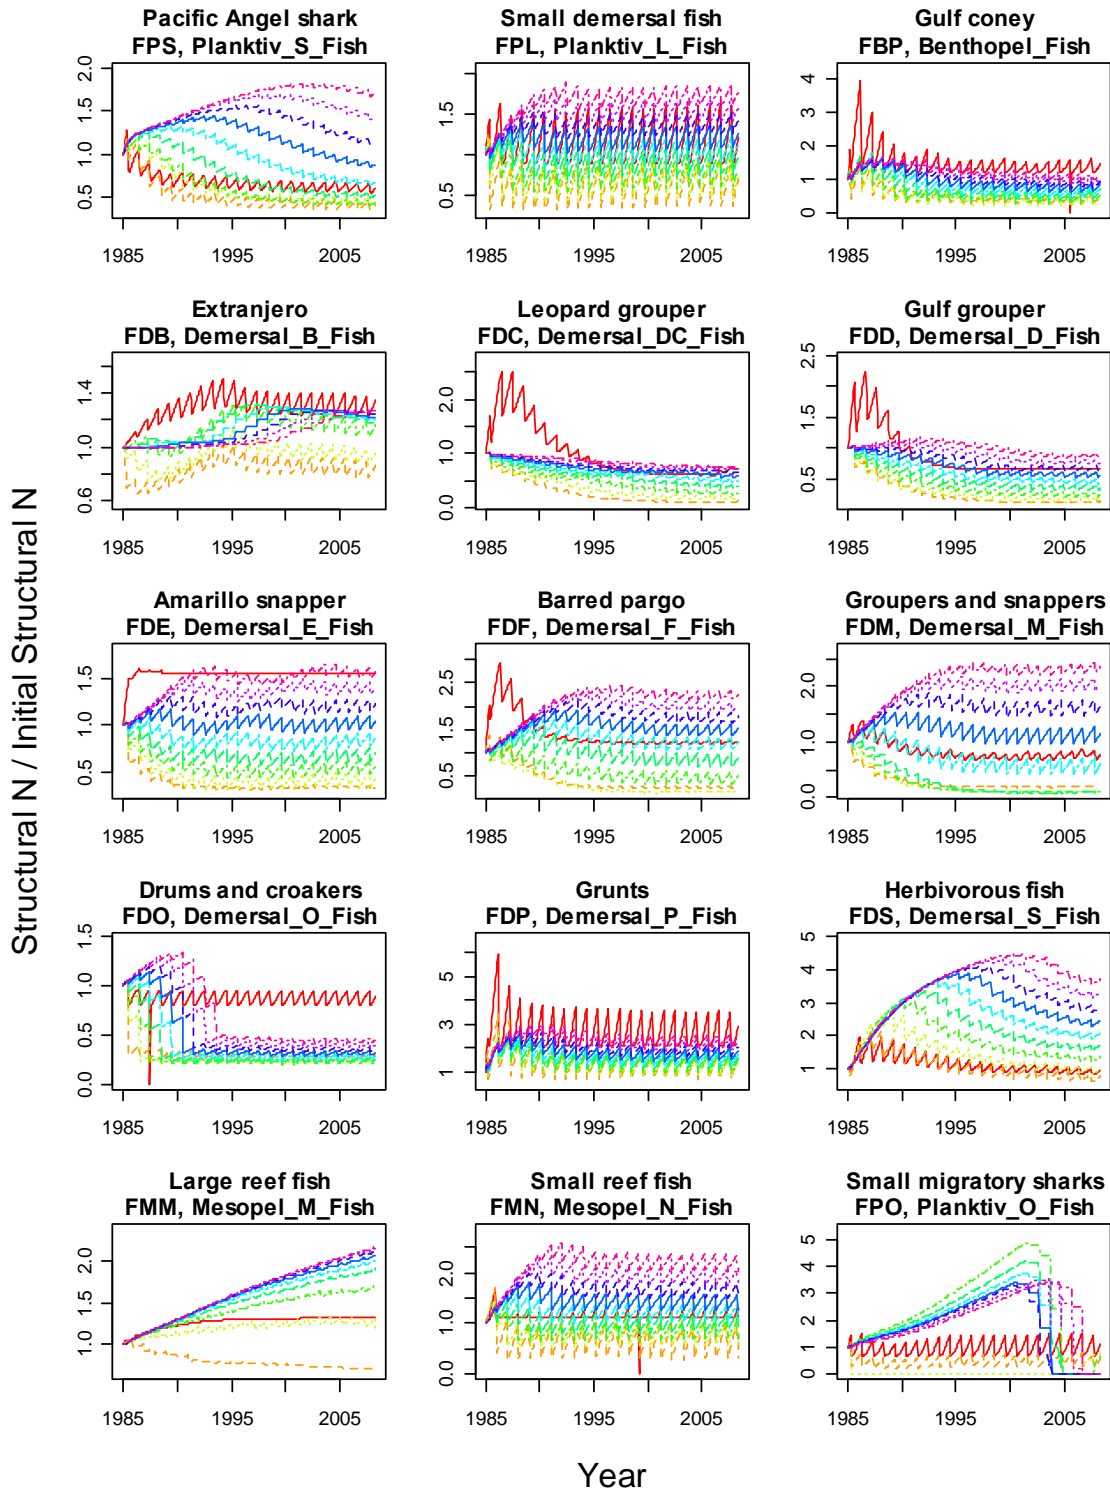 Pacific Angel shark
FPS, Planktiv_S_Fish
Small demersal fish
FPL, Planktiv_L_Fish
Gulf coney
FBP, Benthopel_Fish
2.0
1.5
1.0
0.5
1985 1995 2005
1.5
0.5
1985 1995 2005
4
3
2
1
0
1985 1995 2005
Extranjero
FDB, Demersal_B_Fish
Leopard grouper
FDC, Demersal_DC_Fish
Gulf grouper
FDD, Demersal_D_Fish
1.4
1.0
0.6
1985 1995 2005
2.0
1.0
0.0
1985 1995 2005
2.5
1.5
0.5
1985 1995 2005
Amarillo snapper
FDE, Demersal_E_Fish
Barred pargo
FDF, Demersal_F_Fish
Groupers and snappers
FDM, Demersal_M_Fish
1.5
1.0
0.5
1985 1995 2005
2.5
1.5
0.5
1985 1995 2005
2.0
1.0
0.0
1985 1995 2005
Drums and croakers
FDO, Demersal_O_Fish
Grunts
FDP, Demersal_P_Fish
Herbivorous fish
FDS, Demersal_S_Fish
1.5
1.0
0.5
0.0
1985 1995 2005
5
3
1
1985 1995 2005
5
4
3
2
1
1985 1995 2005
Large reef fish
FMM, Mesopel_M_Fish
Small reef fish
FMN, Mesopel_N_Fish
Small migratory sharks
FPO, Planktiv_O_Fish
2.0
1.5
1.0
1985 1995 2005
2.0
1.0
0.0
1985 1995 2005
5
4
3
2
1
0
1985 1995 2005
Structural N / Initial Structural N
Year